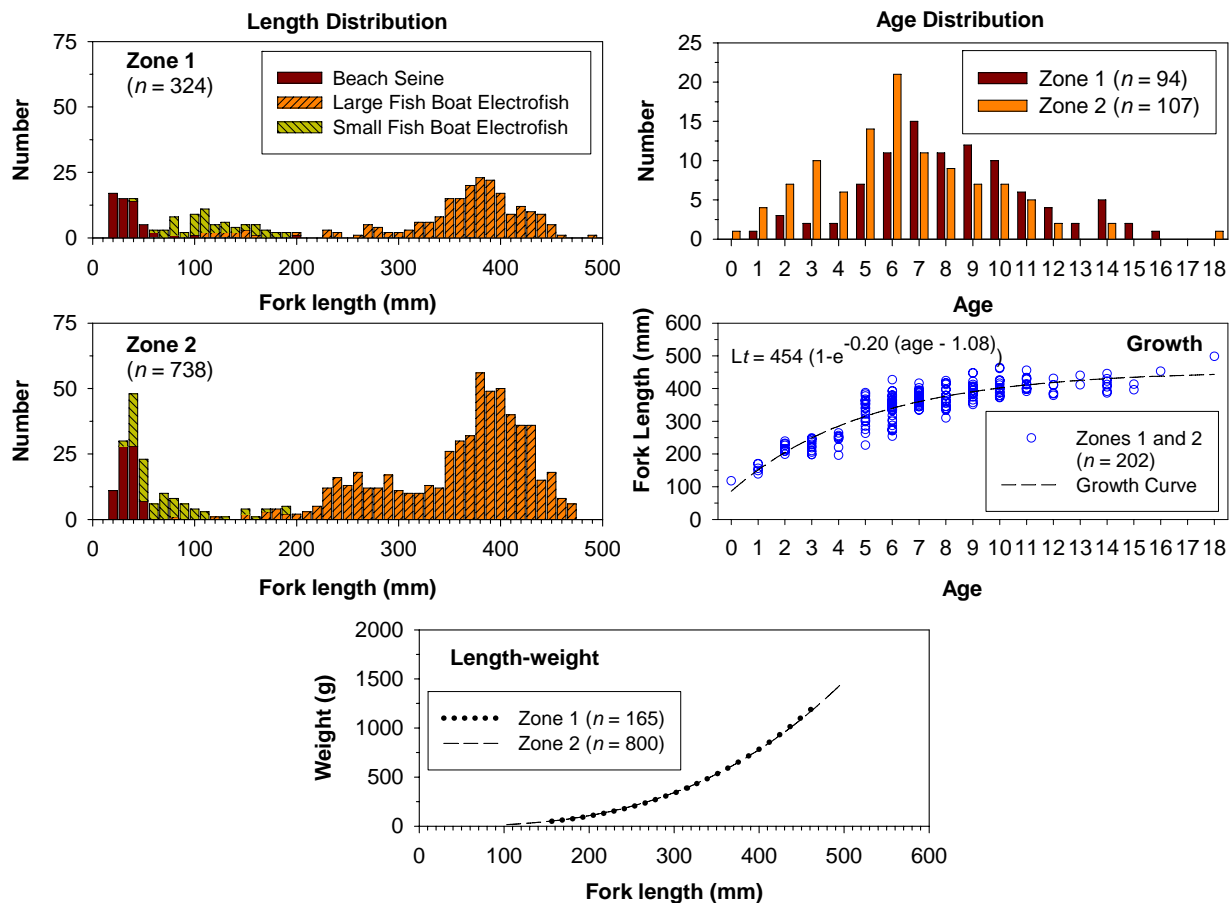 Length Distribution
Zone 1
(n = 324)
Beach Seine
Large Fish Boat Electrofish
Small Fish Boat Electrofish
Number
75
50
25
0
0 100 200 300 400 500
Fork length (mm)
Age Distribution
Zone 1 (n = 94)
Zone 2 (n = 107)
Number
25
20
15
10
5
0
0 1 2 3 4 5 6 7 8 9 10 11 12 13 14 15 16 17 18
Age
Zone 2
(n = 738)
Number
75
50
25
0
0 100 200 300 400 500
Fork length (mm)
Growth
Lt = 454 (1-e-0.20 (age - 1.08))
Zones 1 and 2
(n = 202)
Growth Curve
Fork Length (mm)
600
500
400
300
200
100
0
0 1 2 3 4 5 6 7 8 9 10 11 12 13 14 15 16 17 18
Age
Length-weight
Zone 1 (n = 165)
Zone 2 (n = 800)
Weight (g)
2000
1500
1000
500
0
0 100 200 300 400 500 600
Fork length (mm)